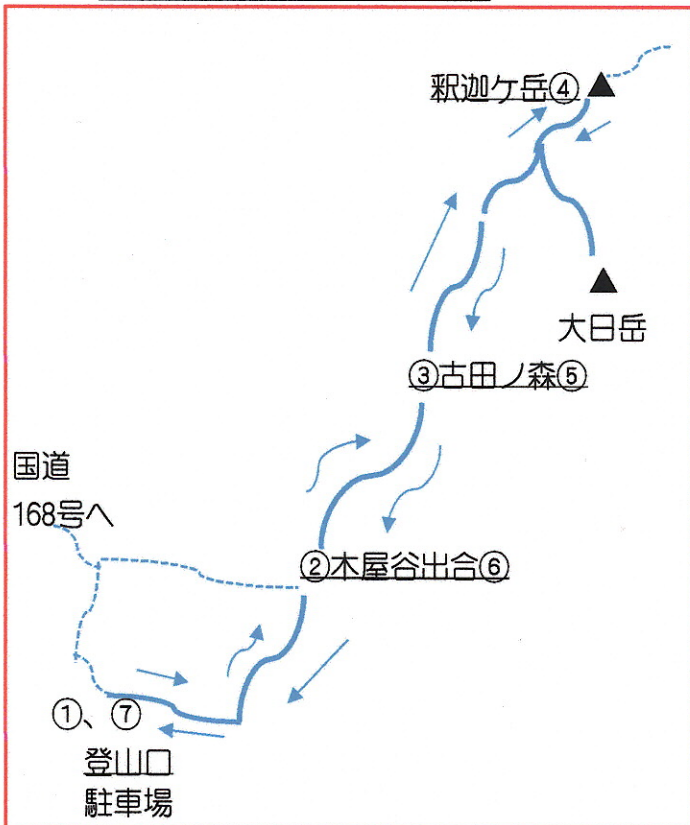 釈迦ケ岳④
大日岳
③古田ノ森⑤
国道
168号へ
②木屋谷出合⑥
①、⑦
登山口
駐車場